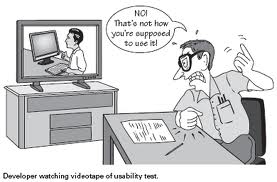 NO!
That's not how
you're supposed
to use it!
Developer watching videotape of usability test.